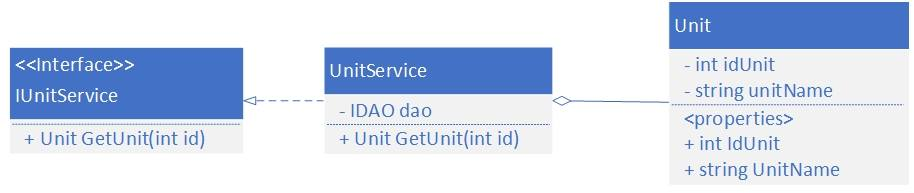 <<Interface>>
IUnitService
+ Unit GetUnit(int id)
UnitService
- IDAO dao
+ Unit GetUnit(int id)
Unit
- int idUnit
- string unitName
<properties>
+ int IdUnit
+ string UnitName